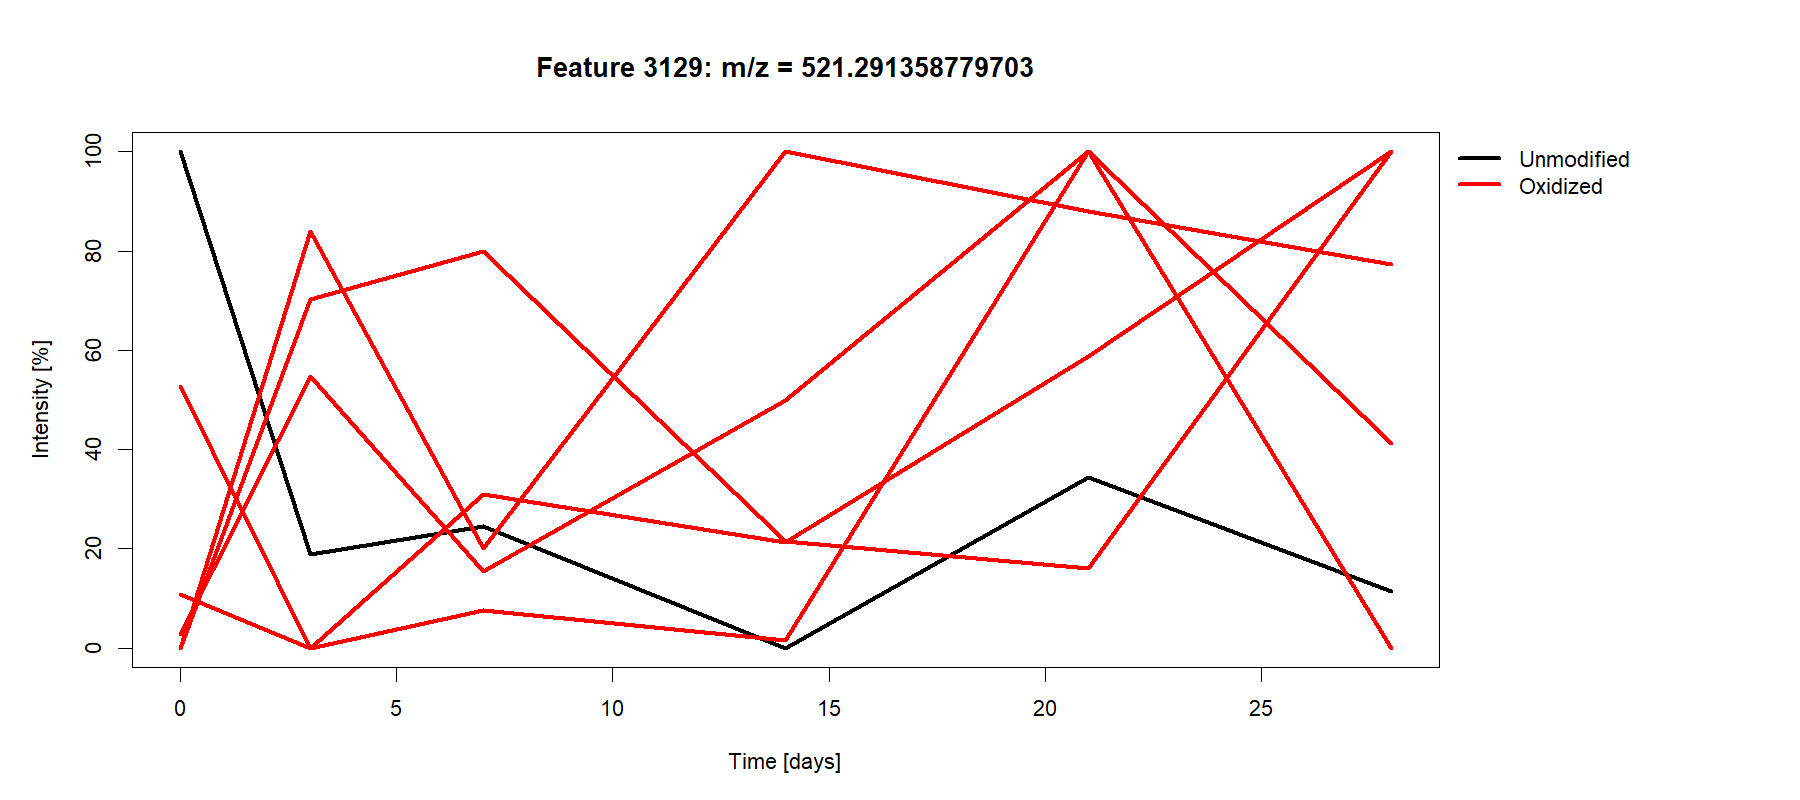 Feature 3129: m/z = 521.291358779703
Unmodified
Oxidized
Intensity [%]
100
80
60
40
20
0
0 5 10 15 20 25
Time [days]